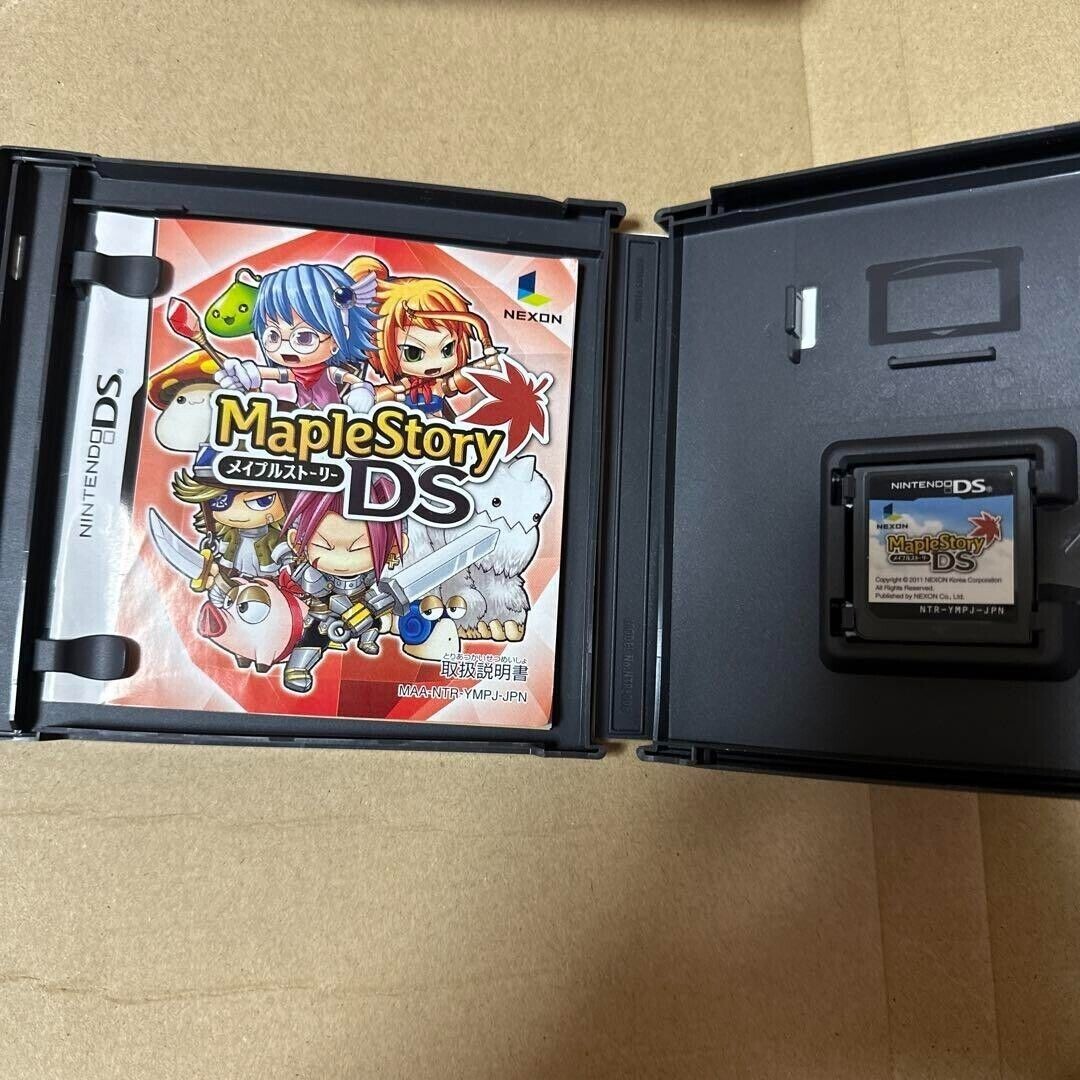 NINTENDO DS®
NEXON
MapleStory
メイプルストーリー
DS
とりあつかいせつめいしょ
取扱説明書
MAA-NTR-YMPJ-JPN
NINTENDO DS®
NEXON
MapleStory
メイプルストーリー
DS
Copyright © 2011 NEXON Korea Corporation
All Rights Reserved.
Published by NEXON Co., Ltd.
NTR-YMPJ-JPN